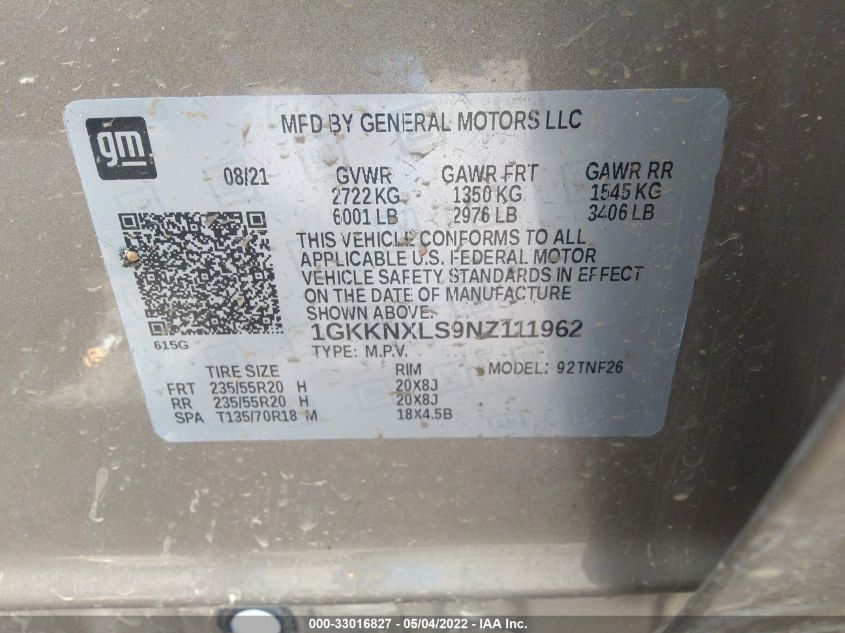 gm
MFD BY GENERAL MOTORS LLC
08/21 GVWR GAWR FRT GAWR RR
2722 KG 1350 KG 1545 KG
6001 LB 2976 LB 3406 LB
THIS VEHICLE CONFORMS TO ALL
APPLICABLE U.S. FEDERAL MOTOR
VEHICLE SAFETY STANDARDS IN EFFECT
ON THE DATE OF MANUFACTURE
SHOWN ABOVE.
615G
1GKKNXLS9NZ111962
TYPE: M.P.V.
TIRE SIZE RIM MODEL: 92TNF26
FRT 235/55R20 H 20X8J
RR 235/55R20 H 20X8J
SPA T135/70R18 M 18X4.5B
000-33016827 - 05/04/2022 - IAA Inc.